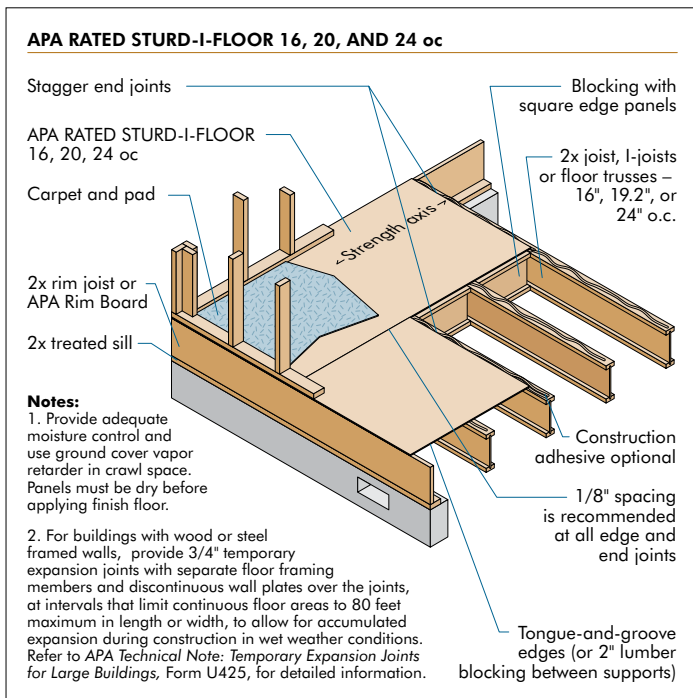 APA RATED STURD-I-FLOOR 16, 20, AND 24 oc
Stagger end joints
APA RATED STURD-I-FLOOR
16, 20, 24 oc
Carpet and pad
2x rim joist or
APA Rim Board
2x treated sill
Blocking with
square edge panels
2x joist, I-joists
or floor trusses –
16", 19.2", or
24" o.c.
<Strength axis>
Construction
adhesive optional
1/8" spacing
is recommended
at all edge and
end joints
Tongue-and-groove
edges (or 2" lumber
blocking between supports)
Notes:
1. Provide adequate
moisture control and
use ground cover vapor
retarder in crawl space.
Panels must be dry before
applying finish floor.
2. For buildings with wood or steel
framed walls, provide 3/4" temporary
expansion joints with separate floor framing
members and discontinuous wall plates over the joints,
at intervals that limit continuous floor areas to 80 feet
maximum in length or width, to allow for accumulated
expansion during construction in wet weather conditions.
Refer to APA Technical Note: Temporary Expansion Joints
for Large Buildings, Form U425, for detailed information.